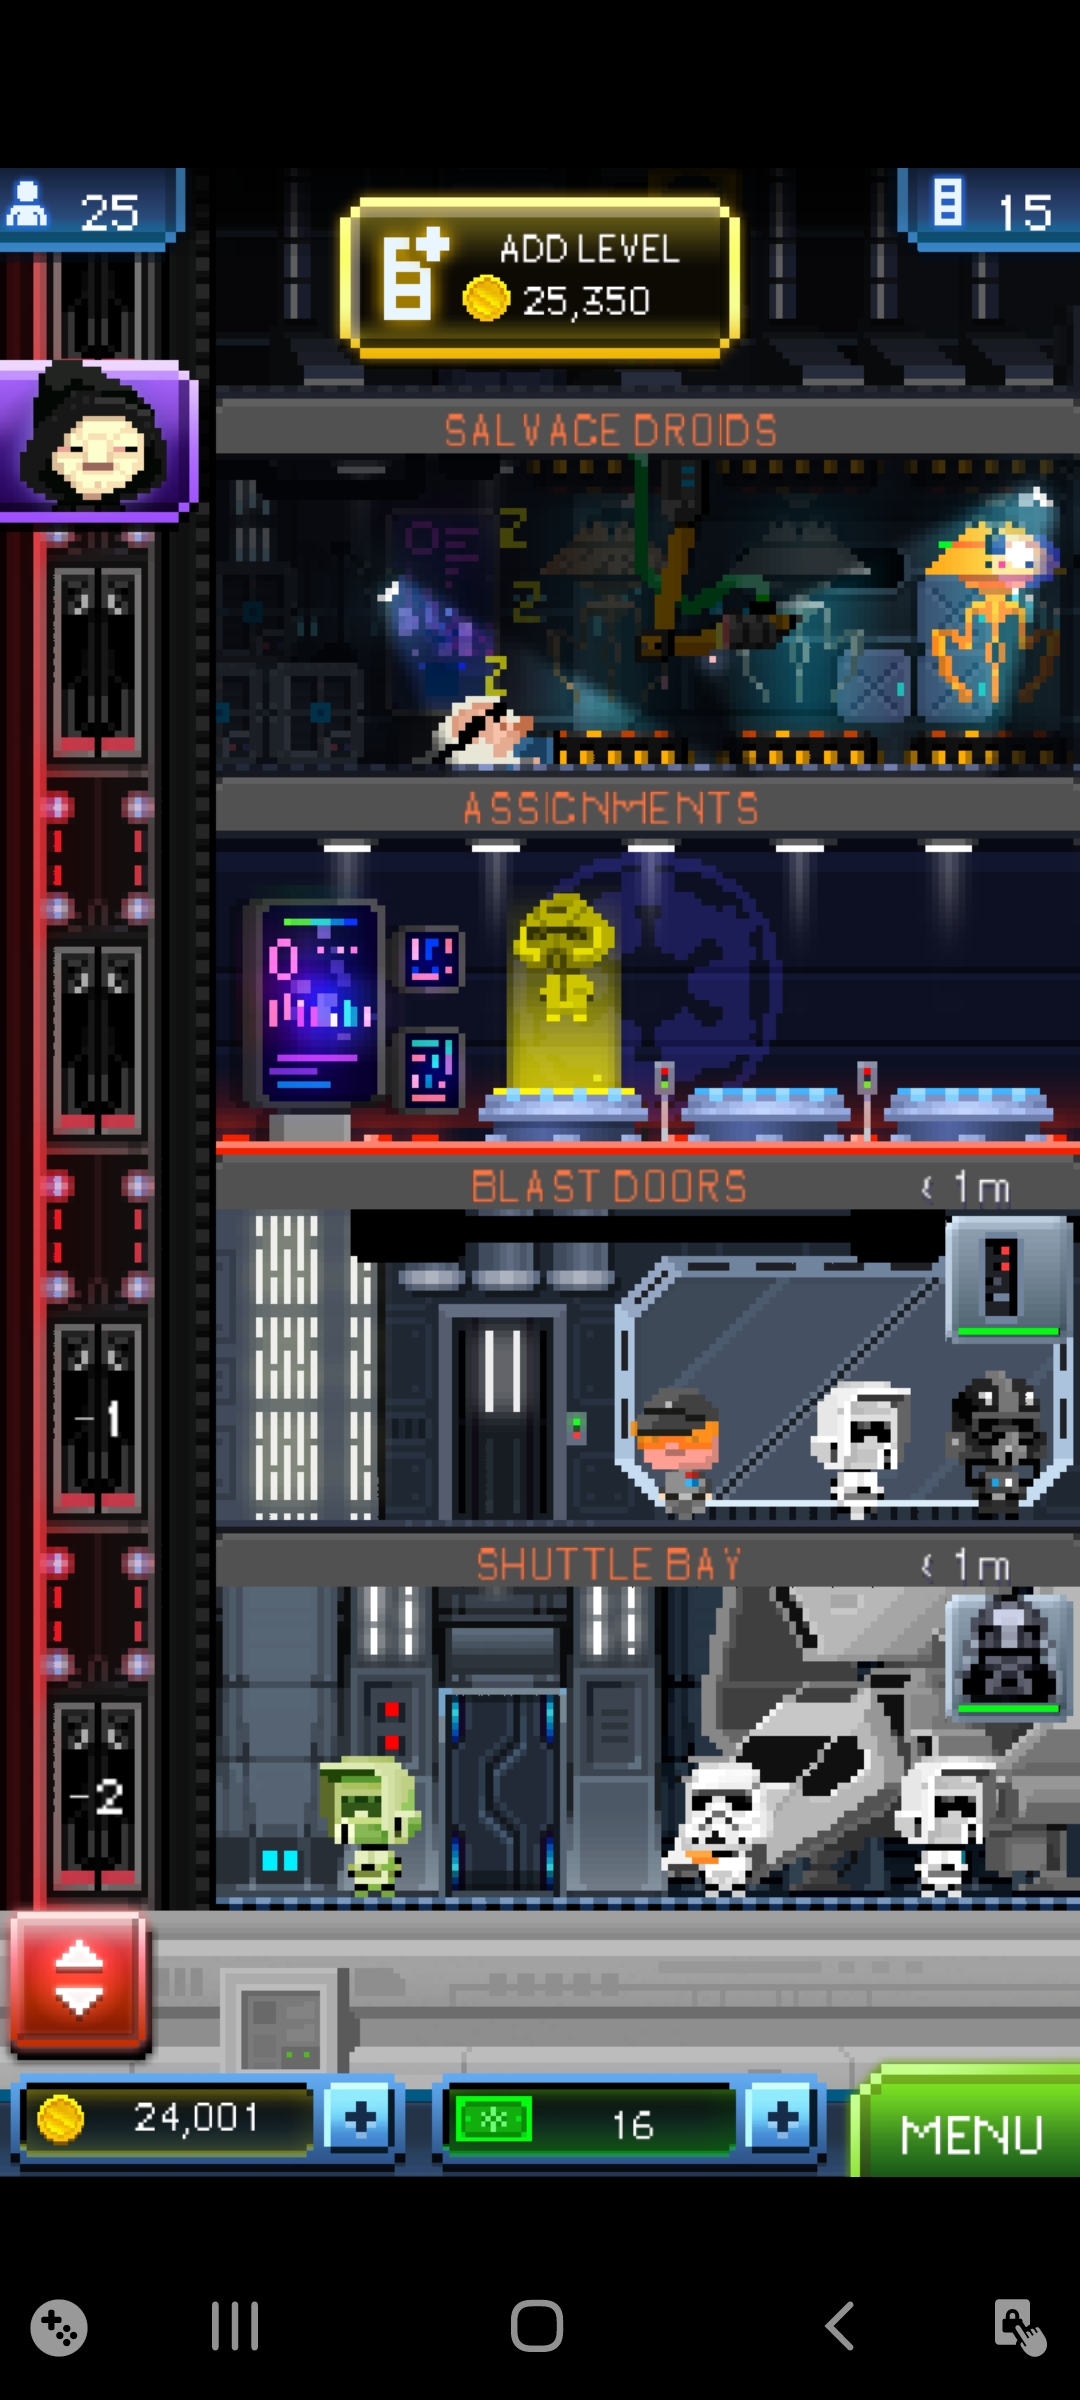 25
ADD LEVEL
25,350
15
SALVAGE DROIDS
Z
Z
Z
ASSIGNMENTS
BLAST DOORS < 1m
-1
SHUTTLE BAY < 1m
-2
24,001
16
MENU